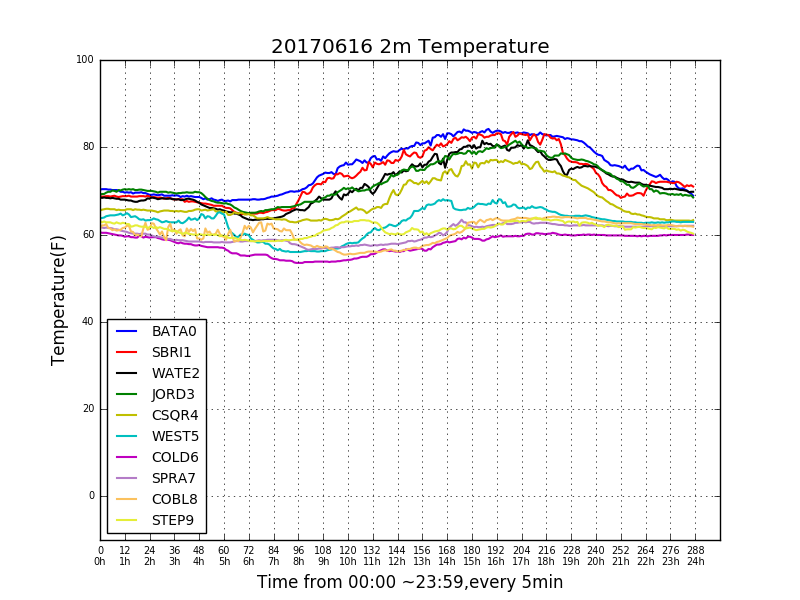 20170616 2m Temperature
100
80
60
40
20
0
Temperature(F)
BATA0
SBRI1
WATE2
JORD3
CSQR4
WEST5
COLD6
SPRA7
COBL8
STEP9
0 12 24 36 48 60 72 84 96 108 120 132 144 156 168 180 192 204 216 228 240 252 264 276 288
0h 1h 2h 3h 4h 5h 6h 7h 8h 9h 10h 11h 12h 13h 14h 15h 16h 17h 18h 19h 20h 21h 22h 23h 24h
Time from 00:00 ~23:59,every 5min